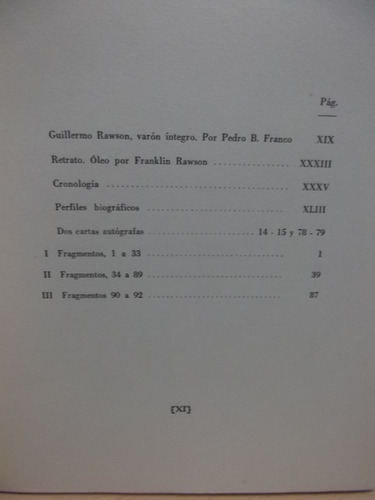 Pág.
Guillermo Rawson, varón íntegro. Por Pedro B. Franco XIX
Retrato. Óleo por Franklin Rawson .................... XXXIII
Cronología ........................................ XXXV
Perfiles biográficos ................................ XLIII
Dos cartas autógrafas ........................ 14 - 15 y 78 - 79
I Fragmentos, 1 a 33 ................................ 1
II Fragmentos, 34 a 89 ................................ 39
III Fragmentos 90 a 92 ................................ 87
[XI]